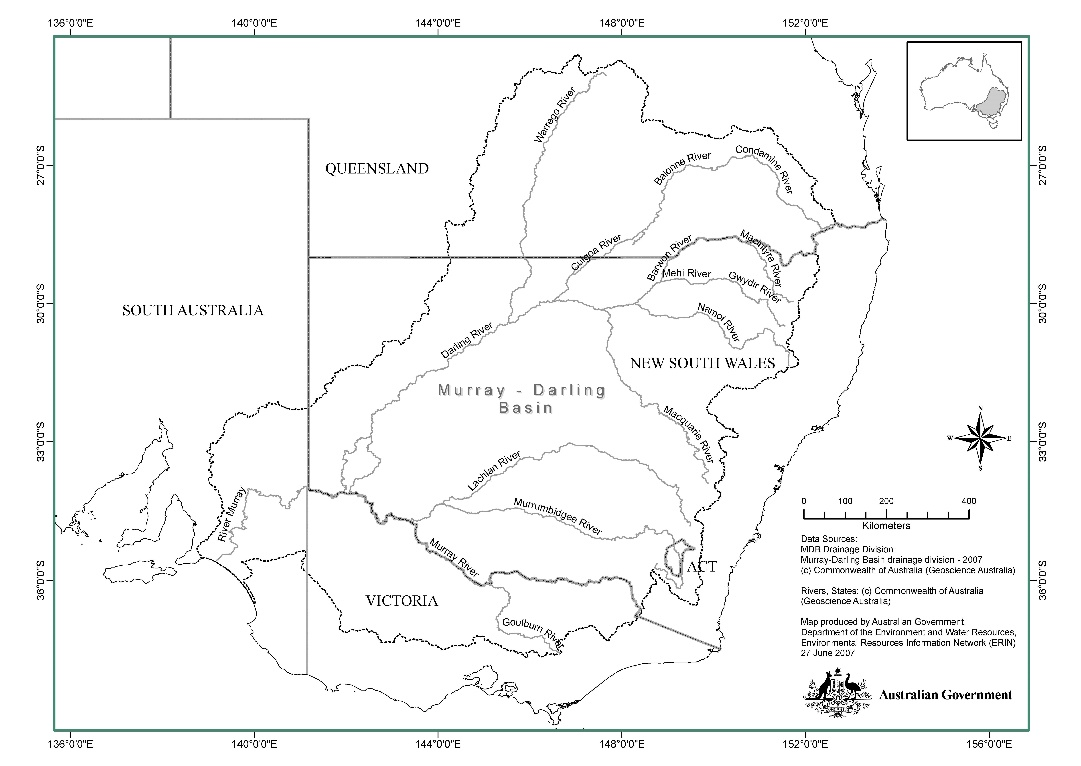 136°0'0"E
140°0'0"E
144°0'0"E
148°0'0"E
152°0'0"E
27°0'0"S
27°0'0"S
30°0'0"S
30°0'0"S
33°0'0"S
33°0'0"S
36°0'0"S
36°0'0"S
Warrego River
QUEENSLAND
Balonne River
Condamine River
Culgoa River
Barwon River
MacIntyre River
Mehi River
Gwydir River
SOUTH AUSTRALIA
Namoi River
Darling River
NEW SOUTH WALES
Murray - Darling
Basin
Macquarie River
Lachlan River
W
E
S
River Murray
Murrumbidgee River
Murray River
ACT
VICTORIA
Goulburn River
0 100 200 400
Kilometers
Data Sources:
MDB Drainage Division
Murray-Darling Basin drainage division - 2007
(c) Commonwealth of Australia (Geoscience Australia)
Rivers, States: (c) Commonwealth of Australia
(Geoscience Australia)
Map produced by Australian Government
Department of the Environment and Water Resources,
Environmental Resources Information Network (ERIN)
27 June 2007
Australian Government
136°0'0"E
140°0'0"E
144°0'0"E
148°0'0"E
152°0'0"E
156°0'0"E